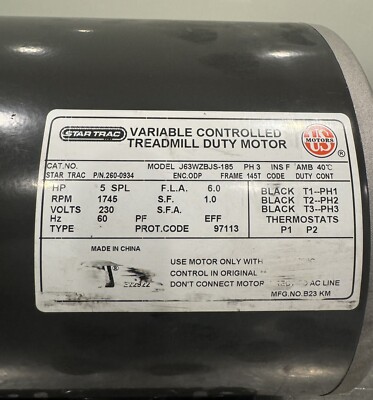 STAR TRAC
VARIABLE CONTROLLED
TREADMILL DUTY MOTOR
US
MOTORS
®
CAT.NO. MODEL J63WZBJS-185 PH 3 INS F AMB 40℃
STAR TRAC P/N.260-0934 ENC.ODP FRAME 145T CODE DUTY CONT
HP 5 SPL F.L.A. 6.0 BLACK T1--PH1
RPM 1745 S.F. 1.0 BLACK T2--PH2
VOLTS 230 S.F.A. BLACK T3--PH3
Hz 60 PF EFF THERMOSTATS
TYPE PROT.CODE 97113 P1 P2
MADE IN CHINA
E22922
USE MOTOR ONLY WITH
CONTROL IN ORIGINAL
DON'T CONNECT MOTOR AC LINE
MFG.NO.B23 KM